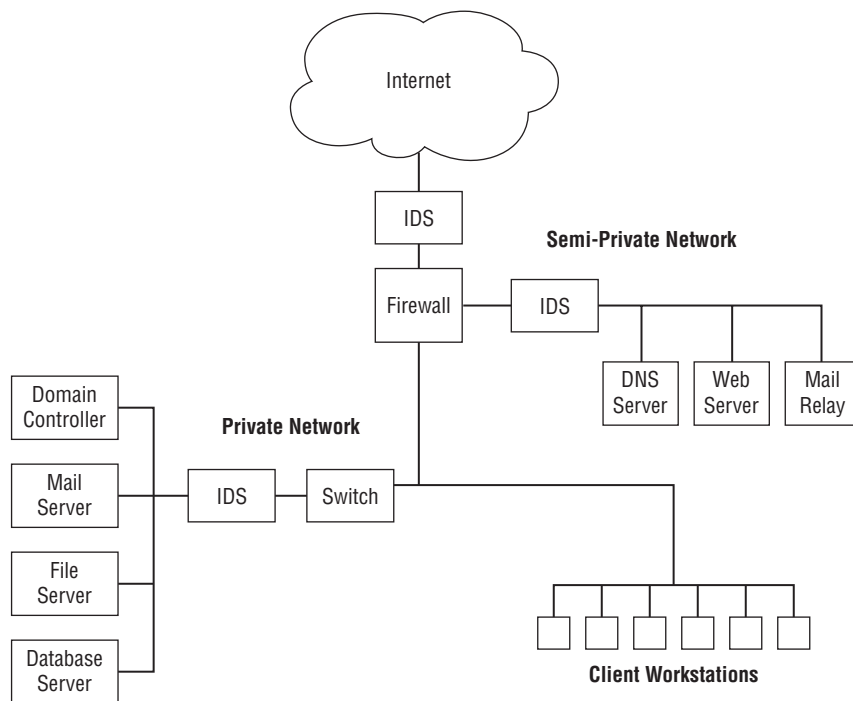 Internet
IDS
Semi-Private Network
Firewall
IDS
DNS
Server
Web
Server
Mail
Relay
Domain
Controller
Private Network
Mail
Server
IDS
Switch
File
Server
Database
Server
Client Workstations